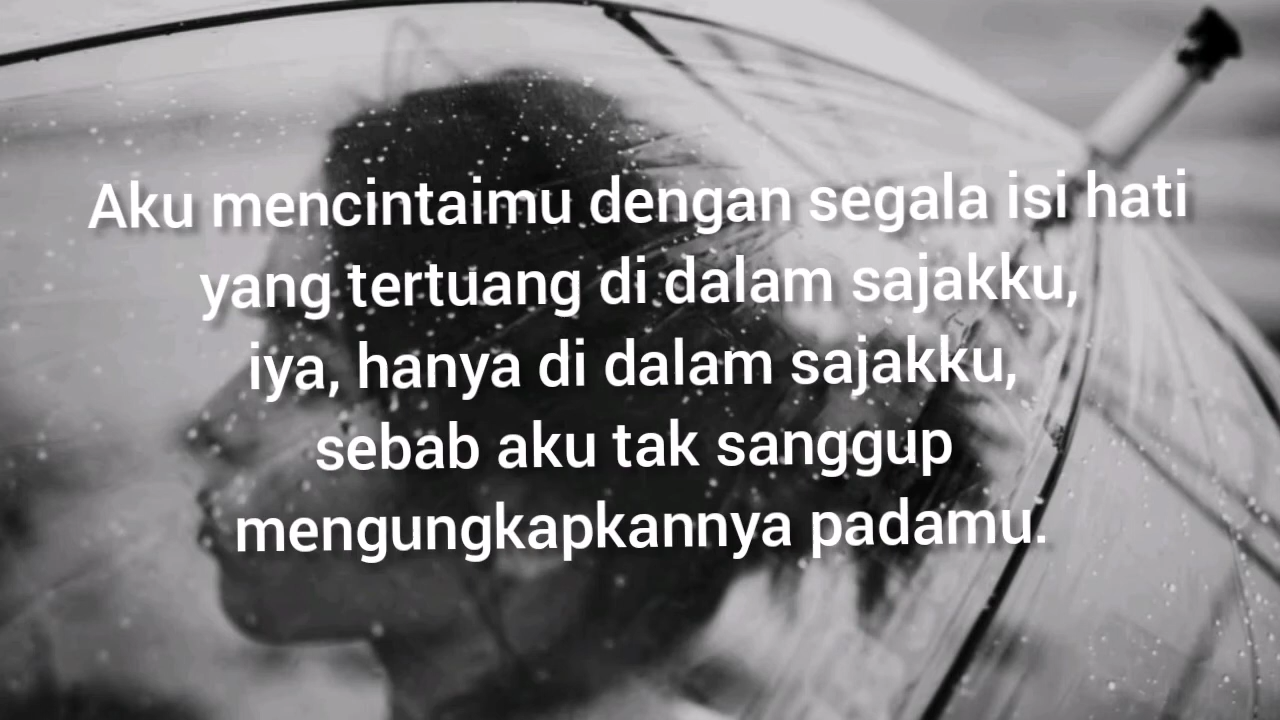 Aku mencintaimu dengan segala isi hati
yang tertuang di dalam sajakku,
iya, hanya di dalam sajakku,
sebab aku tak sanggup
mengungkapkannya padamu.